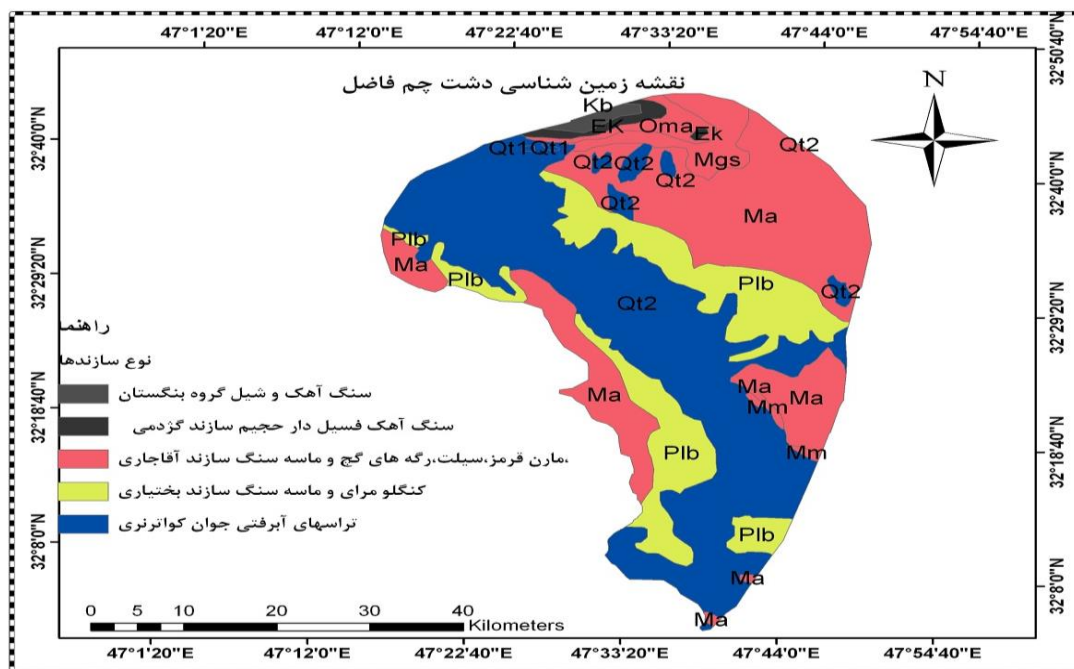 47°1'20"E 47°12'0"E 47°22'40"E 47°33'20"E 47°44'0"E 47°54'40"E
32°50'40"N
نقشه زمین شناسی دشت چم فاضل
N
Kb
EK Oma Ek
32°40'0"N
Qt1 Qt1 Qt2
Qt2 Qt2 Mgs
Qt2
32°40'0"N
Qt2
Ma
Plb
Ma
32°29'20"N
Plb Plb
Qt2
Qt2
32°29'20"N
راهنما
نوع سازندها
سنگ آهک و شیل گروه بنگستان
سنگ آهک فسیل دار حجیم سازند گژدمی
مارن قرمز،سیلت،رگه های گچ و ماسه سنگ سازند آقاجاری،
کنگلو مرای و ماسه سنگ سازند بختیاری
تراسهای آبرفتی جوان کواترنری
Ma
Ma Ma
Mm
32°18'40"N
Plb
Mm
32°18'40"N
Plb
32°8'0"N
Ma
32°8'0"N
Ma
0 5 10 20 30 40
Kilometers
47°1'20"E 47°12'0"E 47°22'40"E 47°33'20"E 47°44'0"E 47°54'40"E